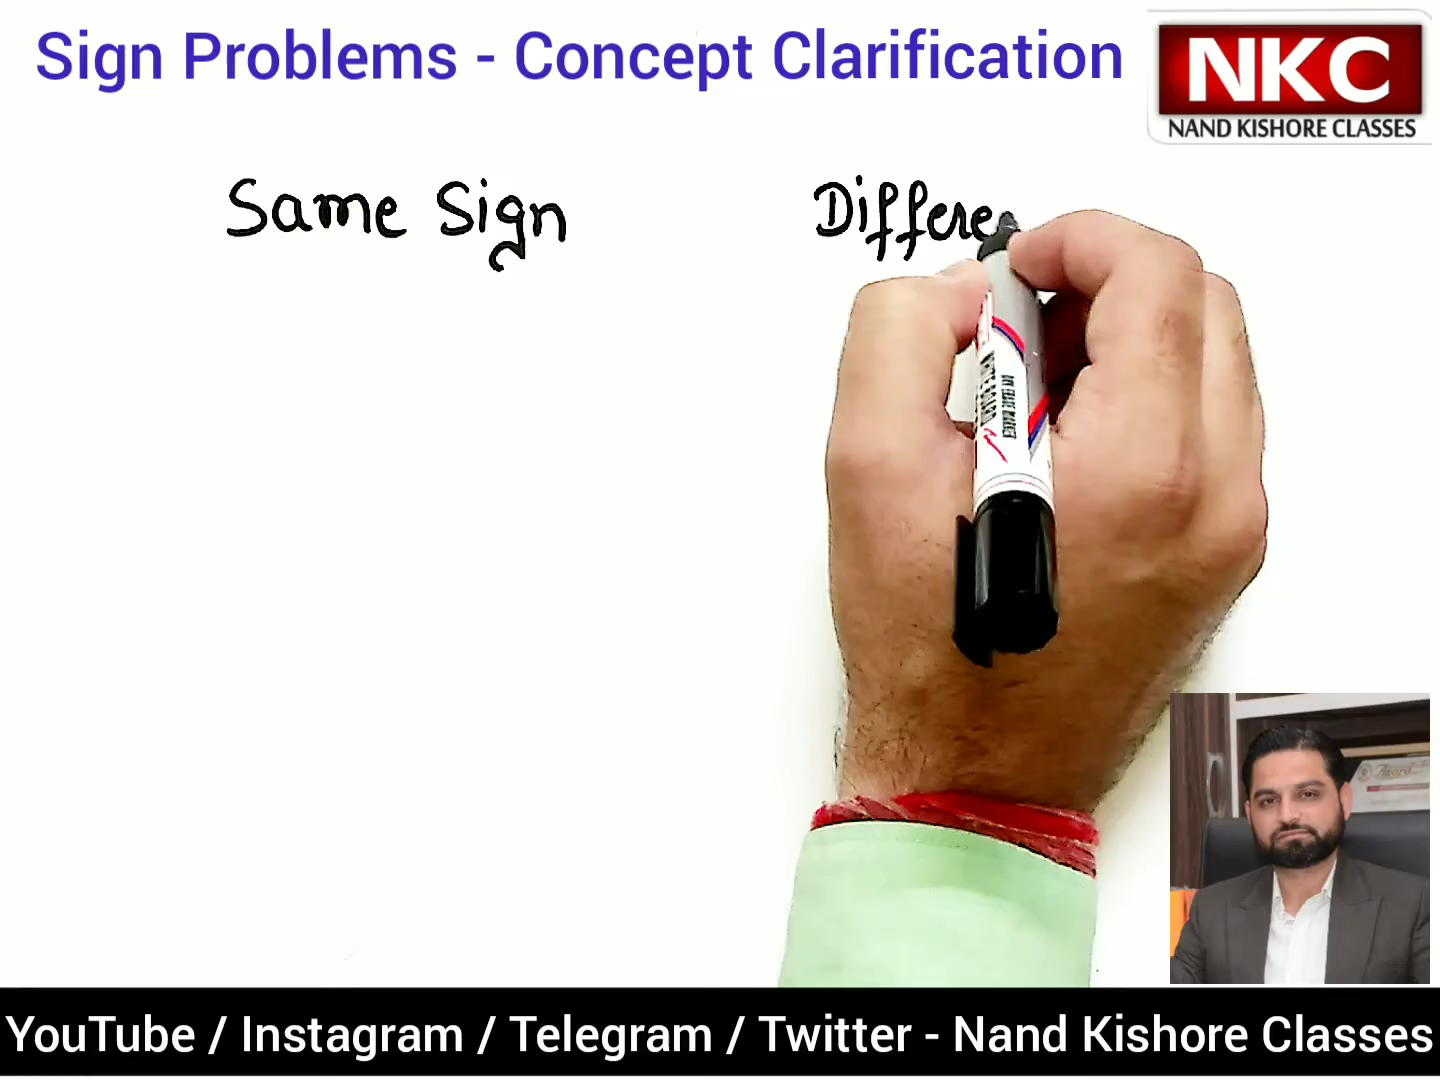 Sign Problems - Concept Clarification
NKC
NAND KISHORE CLASSES
Same Sign
Differe
YouTube / Instagram / Telegram / Twitter - Nand Kishore Classes